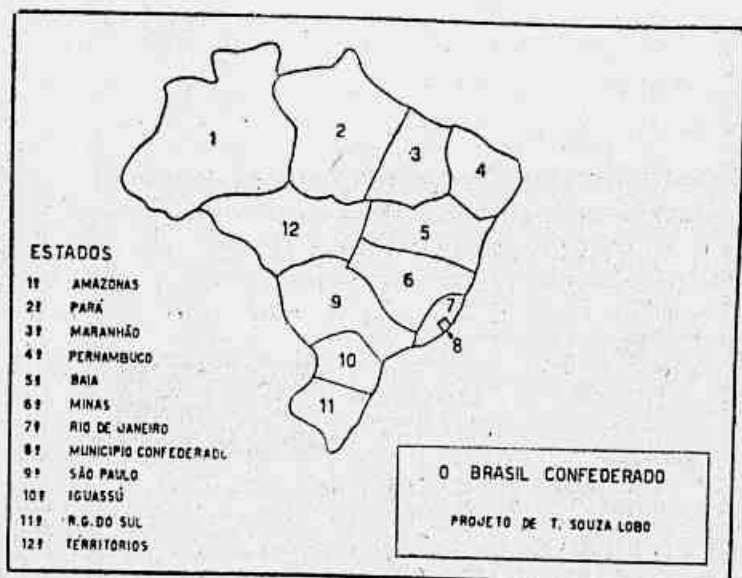 1
2
3
4
12
5
6
7
9
8
10
11
ESTADOS
1º AMAZONAS
2º PARÁ
3º MARANHÃO
4º PERNAMBUCO
5º BAIA
6º MINAS
7º RIO DE JANEIRO
8º MUNICIPIO CONFEDERADO
9º SÃO PAULO
10º IGUASSÚ
11º R.G.DO SUL
12º TERRITORIOS
O BRASIL CONFEDERADO
PROJETO DE T. SOUZA LOBO